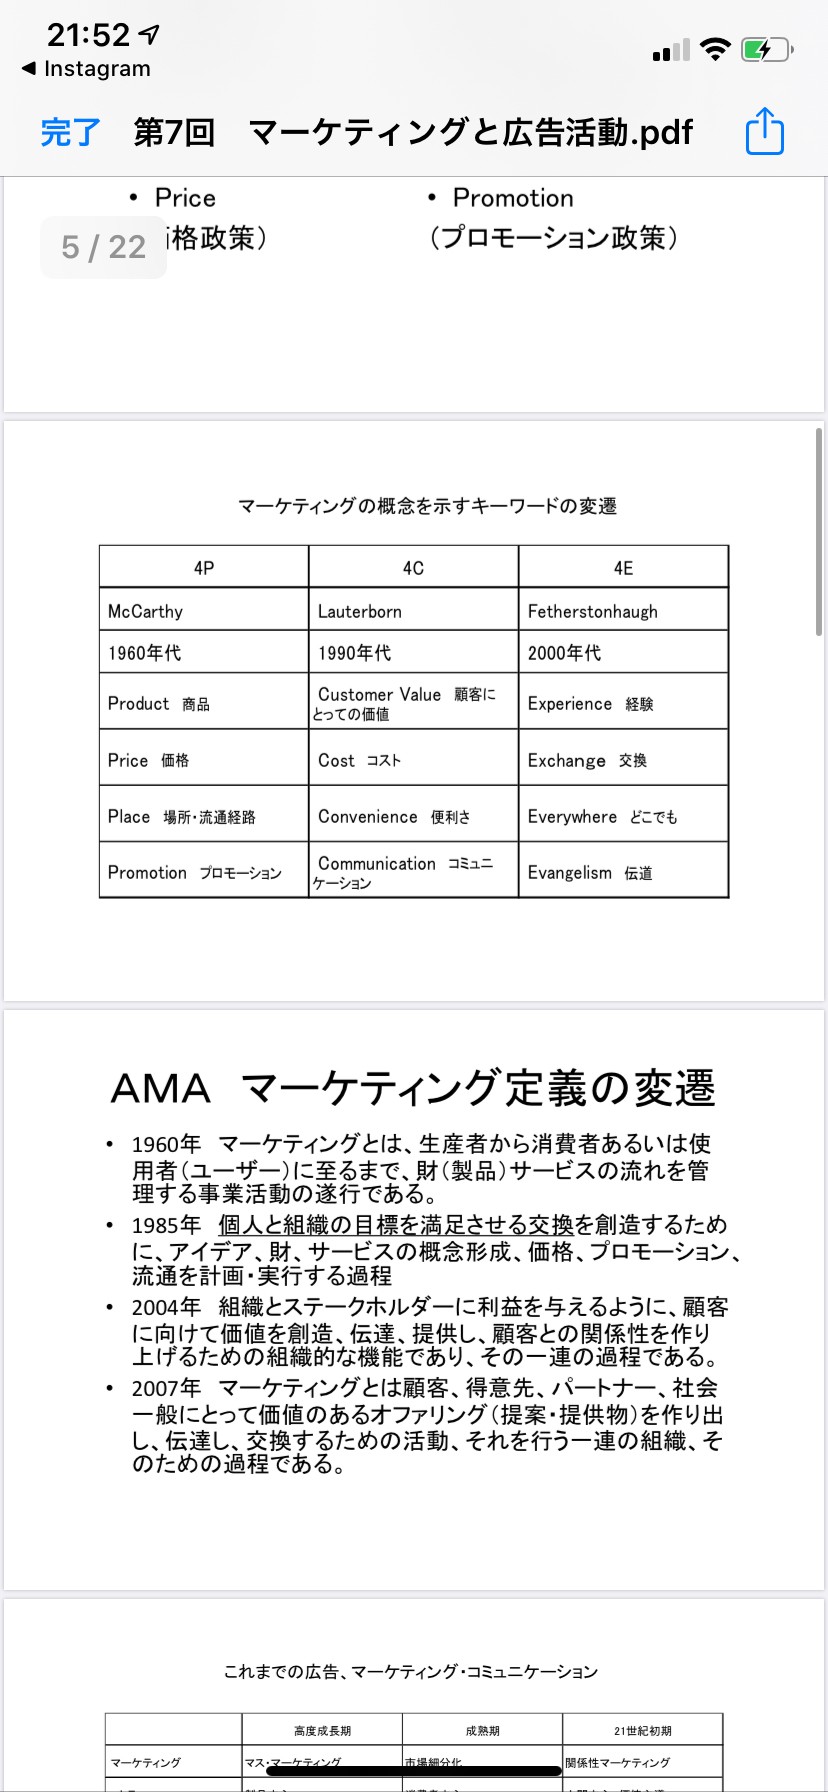 21:52
◀ Instagram
完了 第7回 マーケティングと広告活動.pdf
• Price • Promotion
5 / 22 格政策） （プロモーション政策）
マーケティングの概念を示すキーワードの変遷
4P 4C 4E
McCarthy Lauterborn Fetherstonhaugh
1960年代 1990年代 2000年代
Product 商品 Customer Value 顧客に
とっての価値 Experience 経験
Price 価格 Cost コスト Exchange 交換
Place 場所・流通経路 Convenience 便利さ Everywhere どこでも
Promotion プロモーション Communication コミュニ
ケーション Evangelism 伝道
AMA マーケティング定義の変遷
• 1960年 マーケティングとは、生産者から消費者あるいは使
用者（ユーザー）に至るまで、財（製品）サービスの流れを管
理する事業活動の遂行である。
• 1985年 個人と組織の目標を満足させる交換を創造するため
に、アイデア、財、サービスの概念形成、価格、プロモーション、
流通を計画・実行する過程
• 2004年 組織とステークホルダーに利益を与えるように、顧客
に向けて価値を創造、伝達、提供し、顧客との関係性を作り
上げるための組織的な機能であり、その一連の過程である。
• 2007年 マーケティングとは顧客、得意先、パートナー、社会
一般にとって価値のあるオファリング（提案・提供物）を作り出
し、伝達し、交換するための活動、それを行う一連の組織、そ
のための過程である。
これまでの広告、マーケティング・コミュニケーション
高度成長期 成熟期 21世紀初期
マーケティング マス・マーケティング 市場細分化 関係性マーケティング